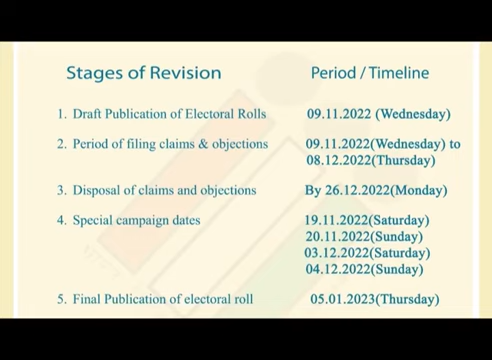 Stages of Revision Period / Timeline
1. Draft Publication of Electoral Rolls 09.11.2022 (Wednesday)
2. Period of filing claims & objections 09.11.2022(Wednesday) to
08.12.2022(Thursday)
3. Disposal of claims and objections By 26.12.2022(Monday)
4. Special campaign dates 19.11.2022(Saturday)
20.11.2022(Sunday)
03.12.2022(Saturday)
04.12.2022(Sunday)
5. Final Publication of electoral roll 05.01.2023(Thursday)